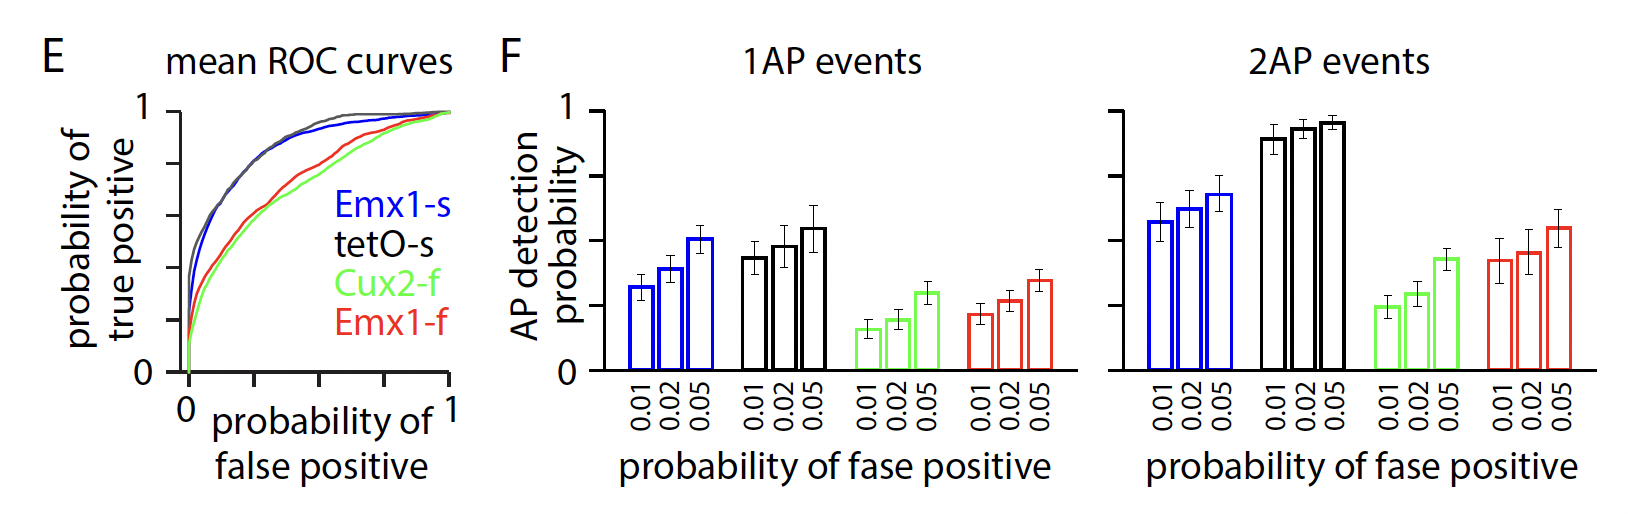 E
mean ROC curves
1
probability of
true positive
0
Emx1-s
tetO-s
Cux2-f
Emx1-f
0
1
probability of
false positive
F
1AP events
1
AP detection
probability
0
0.01 0.02 0.05 0.01 0.02 0.05 0.01 0.02 0.05 0.01 0.02 0.05
probability of fase positive
2AP events
0.01 0.02 0.05 0.01 0.02 0.05 0.01 0.02 0.05 0.01 0.02 0.05
probability of fase positive